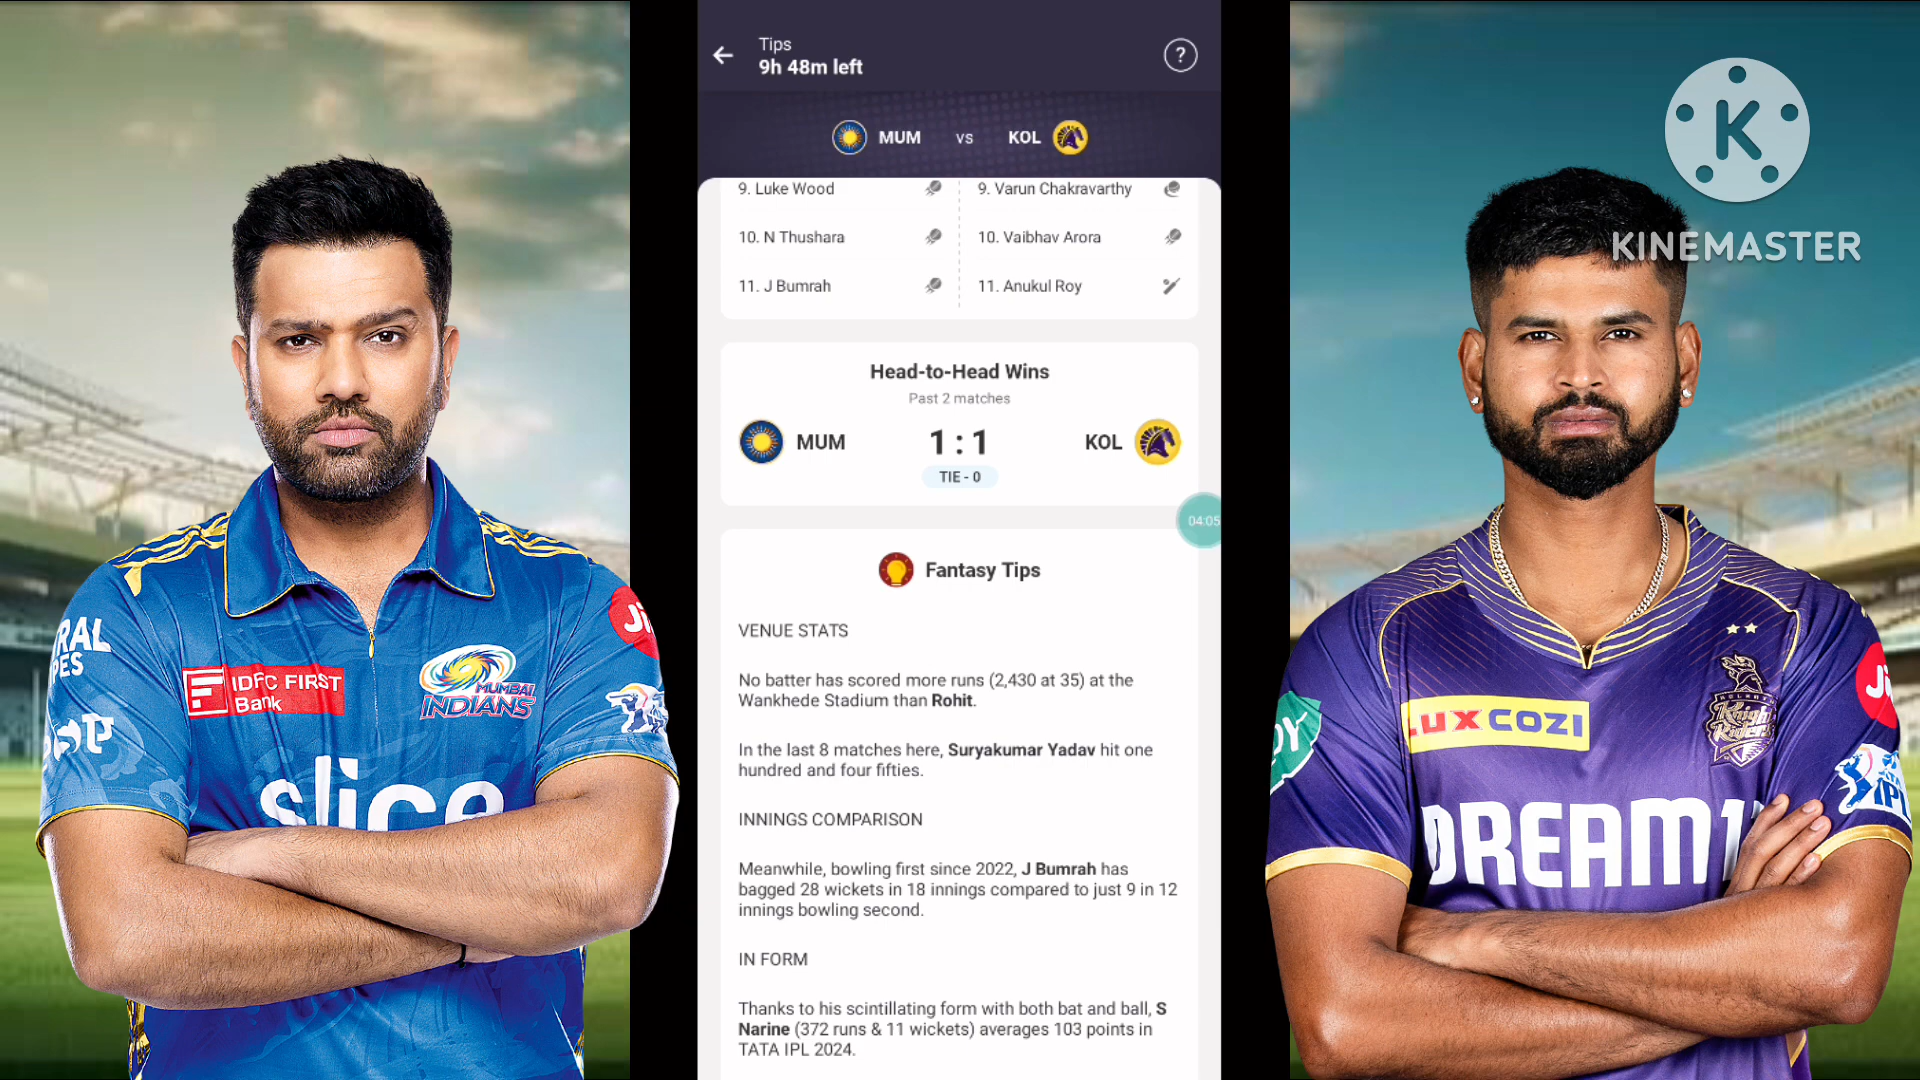 Tips
9h 48m left
?
MUM vs KOL
9. Luke Wood
9. Varun Chakravarthy
10. N Thushara
10. Vaibhav Arora
11. J Bumrah
11. Anukul Roy
Head-to-Head Wins
Past 2 matches
MUM 1 : 1 KOL
TIE - 0
04:05
Fantasy Tips
VENUE STATS
No batter has scored more runs (2,430 at 35) at the
Wankhede Stadium than Rohit.
In the last 8 matches here, Suryakumar Yadav hit one
hundred and four fifties.
INNINGS COMPARISON
Meanwhile, bowling first since 2022, J Bumrah has
bagged 28 wickets in 18 innings compared to just 9 in 12
innings bowling second.
IN FORM
Thanks to his scintillating form with both bat and ball, S
Narine (372 runs & 11 wickets) averages 103 points in
TATA IPL 2024.
K
KINEMASTER
IDFC FIRST
Bank
MUMBAI
INDIANS
slice
LUX COZI
Knight
Riders
DREAM1
IPL